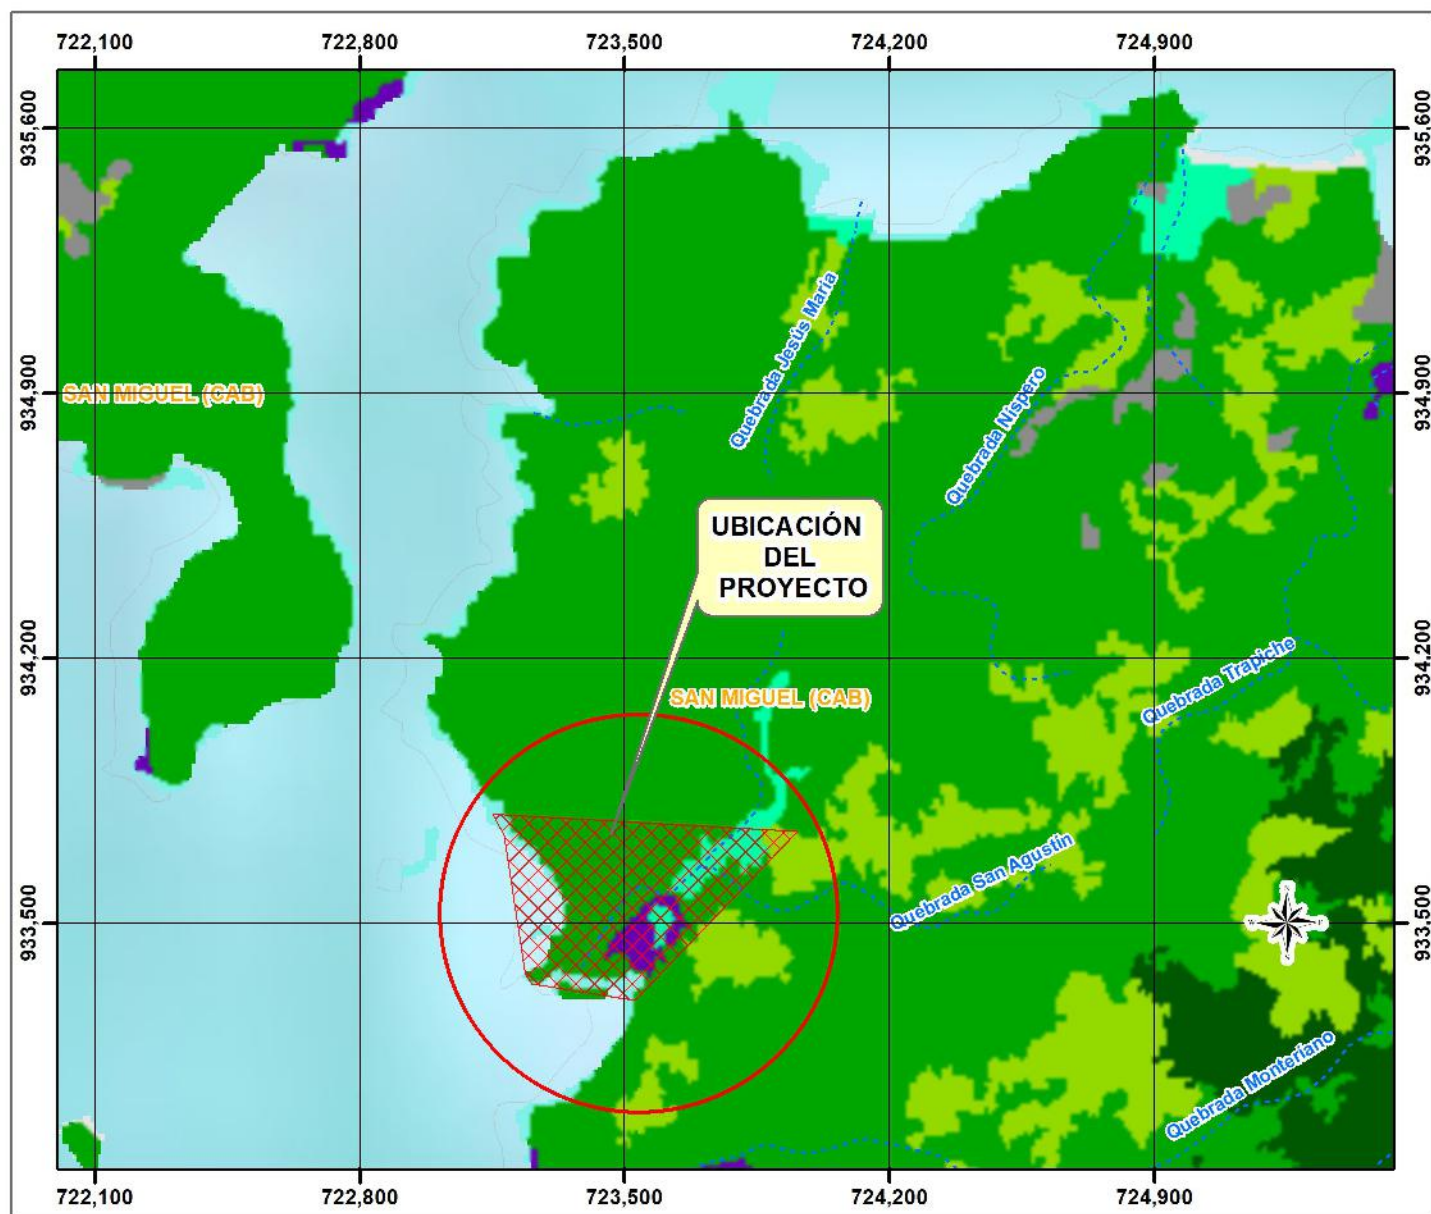 722,100 722,800 723,500 724,200 724,900
935,600 935,600
Quebrada Jesús María
SAN MIGUEL (CAB)
934,900 934,900
Quebrada Níspero
UBICACIÓN
DEL
PROYECTO
934,200 934,200
Quebrada Trapiche
SAN MIGUEL (CAB)
Quebrada San Agustín
933,500 933,500
Quebrada Monteríano
722,100 722,800 723,500 724,200 724,900